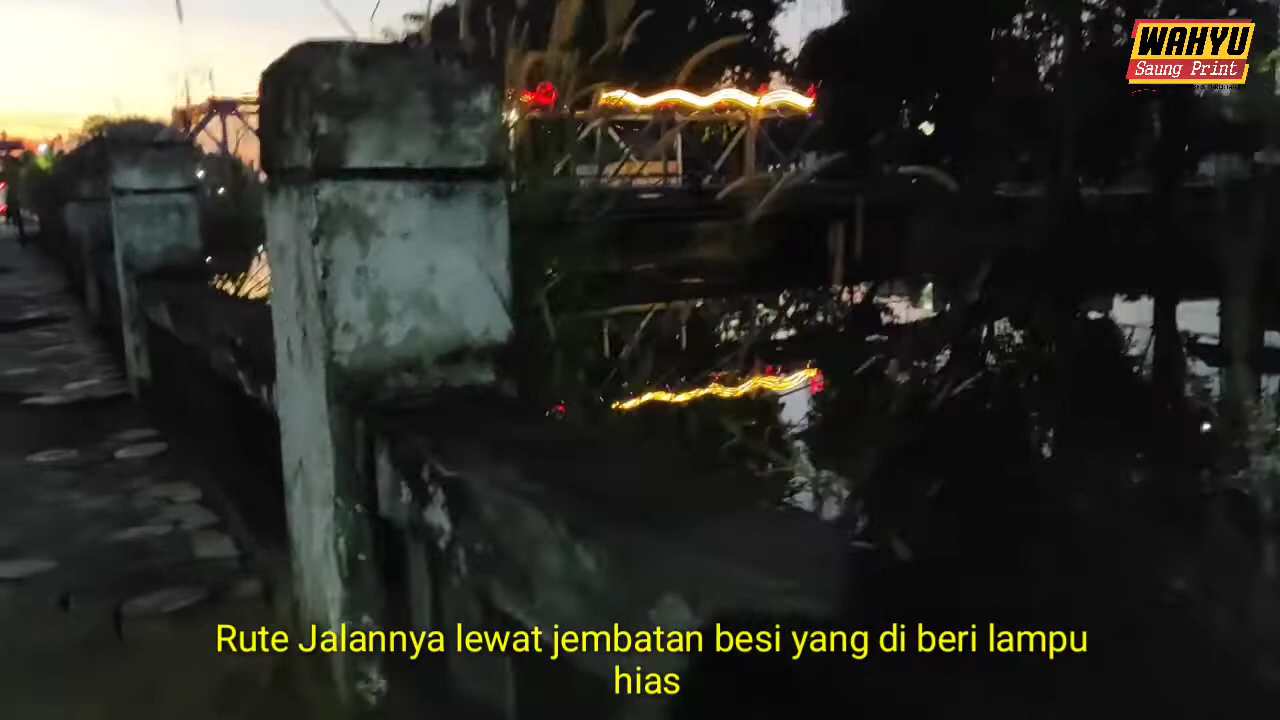 WAHYU
Saung Print
Rute Jalannya lewat jembatan besi yang di beri lampu
hias